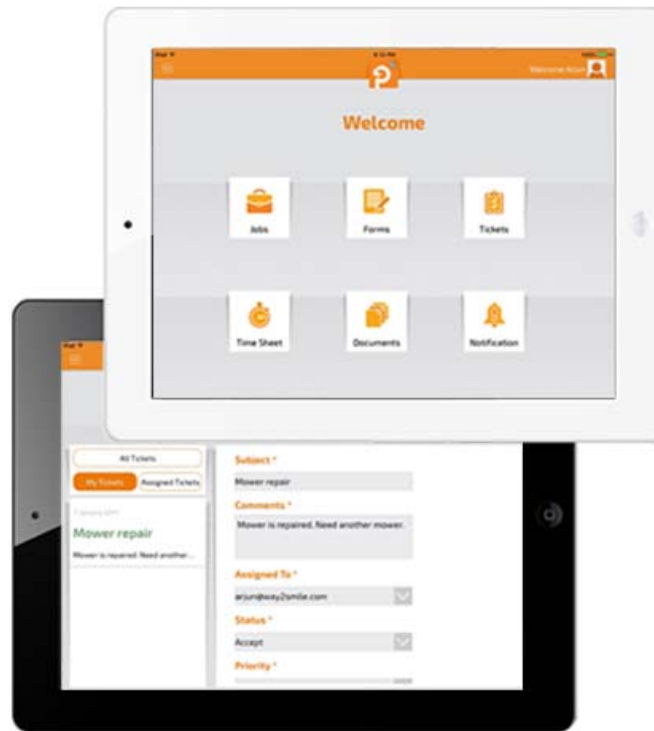 iPad
Welcome Arjun
Welcome
Jobs
Forms
Tickets
Time Sheet
Documents
Notification
iPad
All Tickets
My Tickets
Assigned Tickets
Mower repair
Mower is repaired. Need another...
Subject *
Mower repair
Comments *
Mower is repaired. Need another mower.
Assigned To *
arjun@way2smile.com
Status *
Accept
Priority *